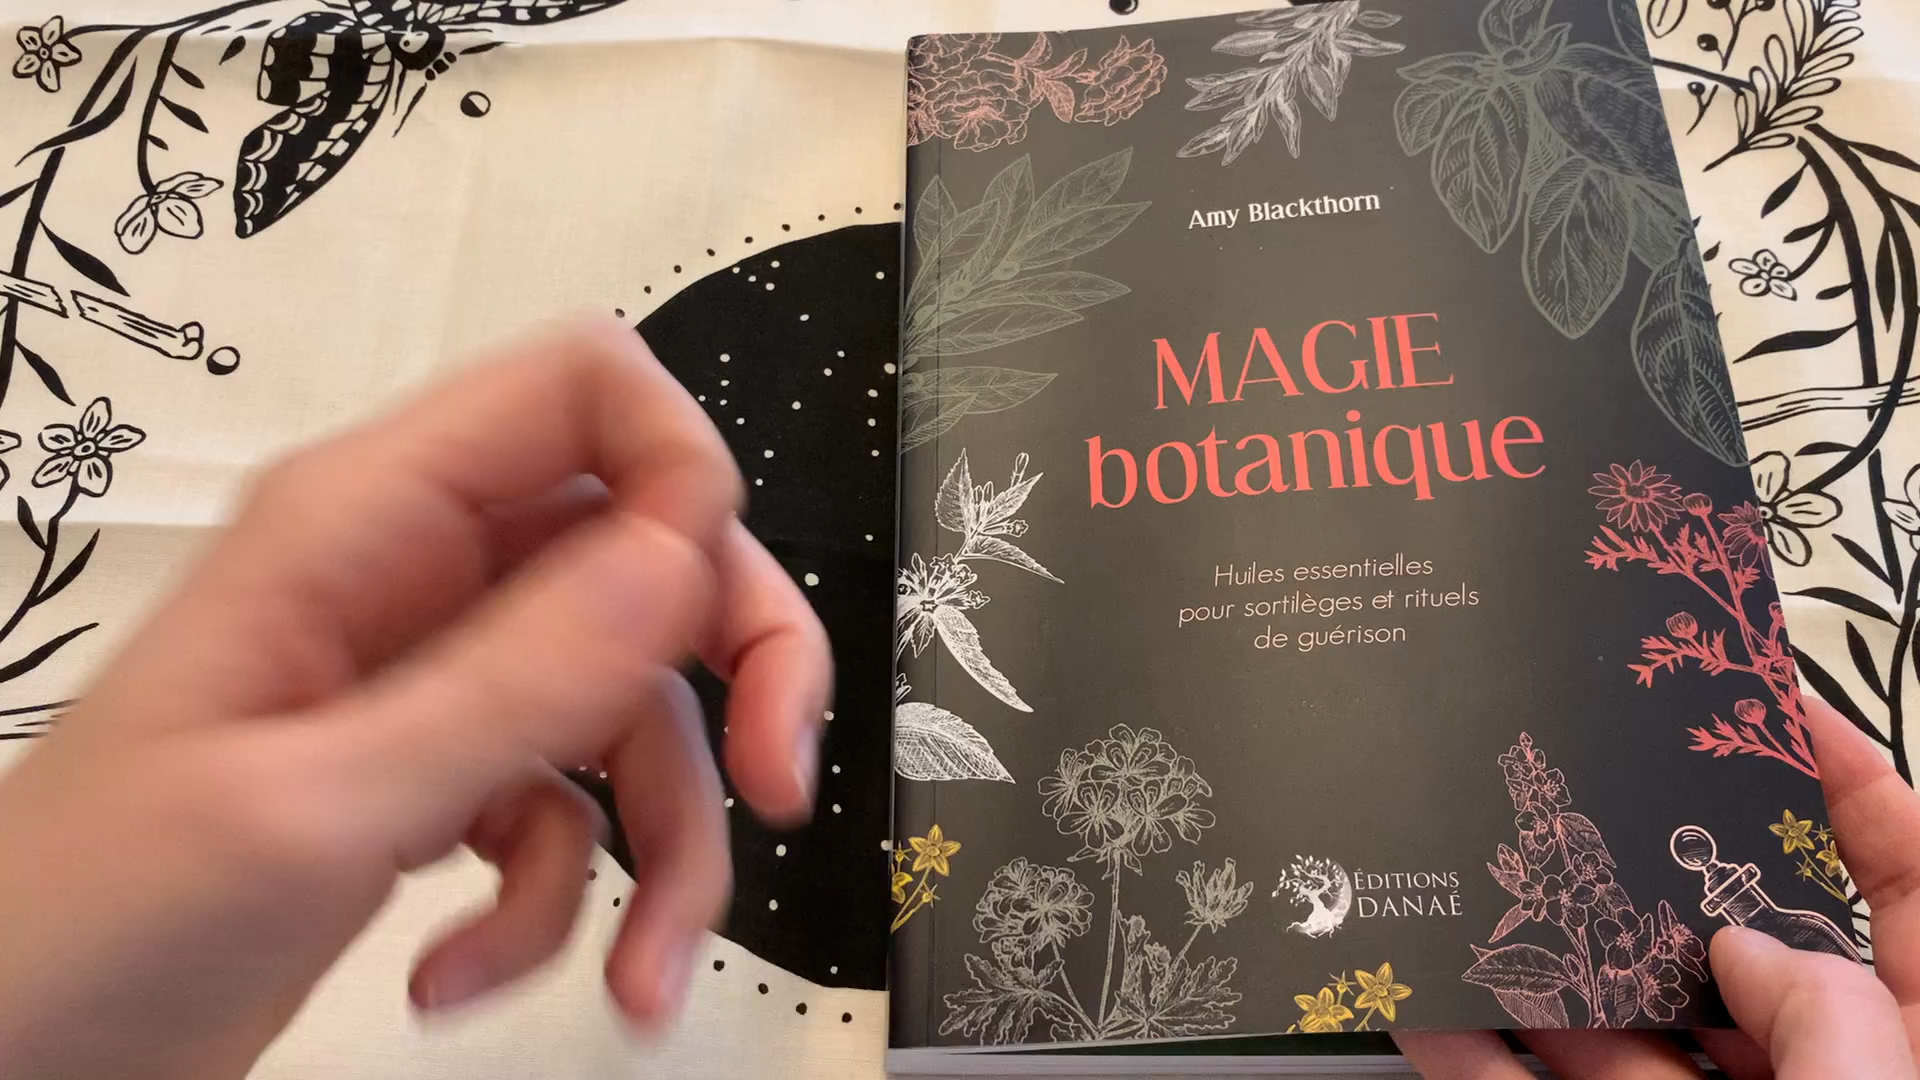 Amy Blackthorn
MAGIE
botanique
Huiles essentielles
pour sortilèges et rituels
de guérison
ÉDITIONS
DANAÉ